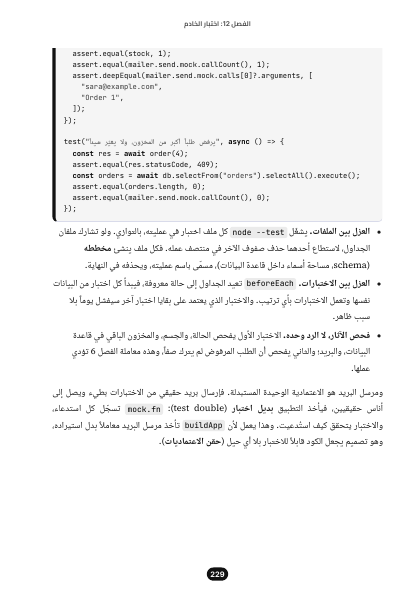 الفصل 12: اختبار الخادم
assert.equal(stock, 1);
assert.equal(mailer.send.mock.callCount(), 1);
assert.deepEqual(mailer.send.mock.calls[0]?.arguments, [
"sara@example.com",
"Order 1",
]);
});
test("يرفض طلباً أكبر من المخزون، ولا يغيّر شيئاً", async () => {
const res = await order(4);
assert.equal(res.statusCode, 409);
const orders = await db.selectFrom("orders").selectAll().execute();
assert.equal(orders.length, 0);
assert.equal(mailer.send.mock.callCount(), 0);
});
• العزل بين الملفات. يشغّل node --test كل ملف اختبار في عمليته، بالتوازي. ولو تشارك ملفان
الجداول، لاستطاع أحدهما حذف صفوف الآخر في منتصف عمله. فكل ملف ينشئ مخططه
(schema، مساحة أسماء داخل قاعدة البيانات)، مسمّى باسم عمليته، ويحذفه في النهاية.
• العزل بين الاختبارات. beforeEach تعيد الجداول إلى حالة معروفة، فيبدأ كل اختبار من البيانات
نفسها وتعمل الاختبارات بأي ترتيب. والاختبار الذي يعتمد على بقايا اختبار آخر سيفشل يوماً بلا
سبب ظاهر.
• فحص الآثار، لا الرد وحده. الاختبار الأول يفحص الحالة، والجسم، والمخزون الباقي في قاعدة
البيانات، والبريد؛ والثاني يفحص أن الطلب المرفوض لم يترك صفاً، وهذه معاملة الفصل 6 تؤدي
عملها.
ومرسل البريد هو الاعتمادية الوحيدة المستبدلة. فإرسال بريد حقيقي من الاختبارات بطيء ويصل إلى
أناس حقيقيين، فيأخذ التطبيق بديل اختبار (test double): mock.fn تسجّل كل استدعاء،
والاختبار يتحقق كيف استُدعيت. وهذا يعمل لأن buildApp تأخذ مرسل البريد معاملاً بدل استيراده،
وهو تصميم يجعل الكود قابلاً للاختبار بلا أي حيل (حقن الاعتماديات).
229